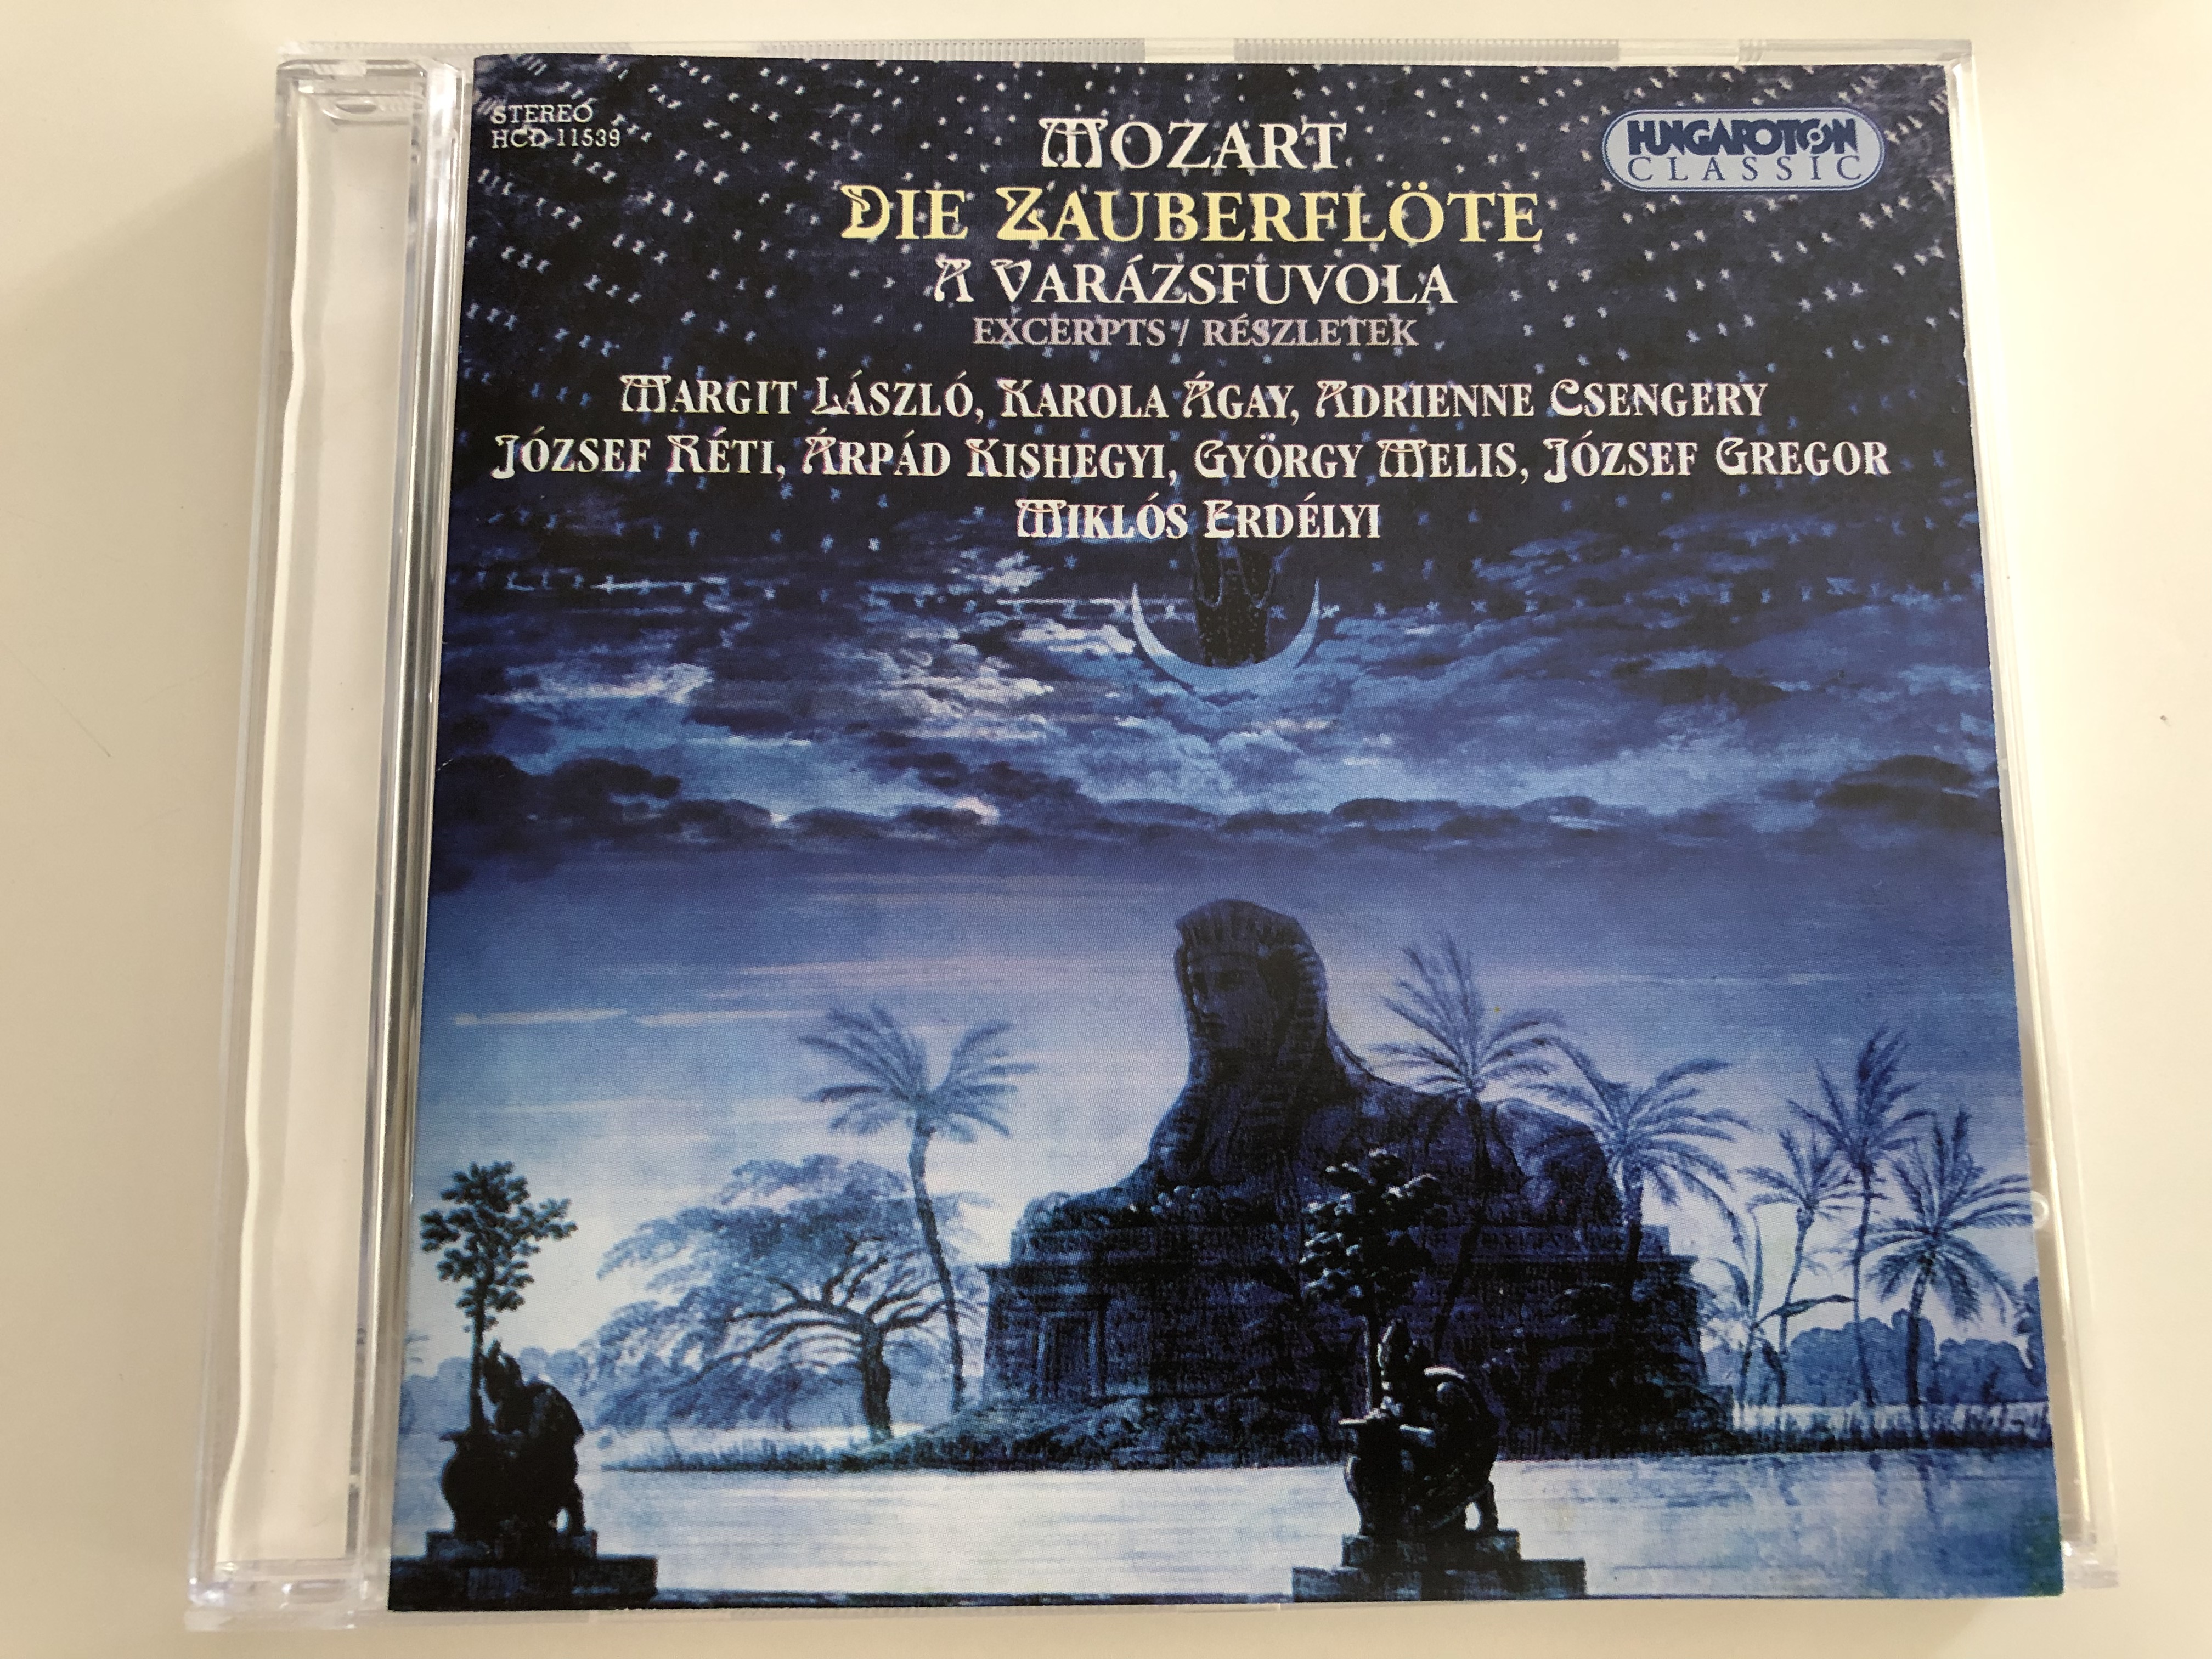 STEREO
HCD 11539
MOZART
HUNGAROTON
CLASSIC
DIE ZAUBERFLÖTE
A VARÁZSFUVOLA
EXCERPTS / RÉSZLETEK
MARGIT LÁSZLÓ, KAROLA ÁGAY, ADRIENNE CSENGERY
JÓZSEF RÉTI, ÁRPÁD KISHEGYI, GYÖRGY MELIS, JÓZSEF GREGOR
MIKLÓS ERDÉLYI